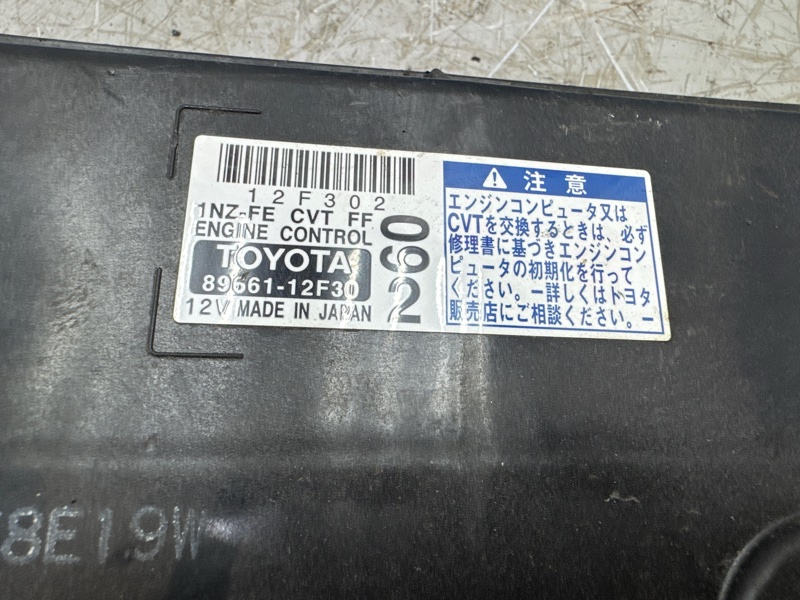 12F302
1NZ-FE CVT FF
ENGINE CONTROL
TOYOTA
89661-12F30
12V MADE IN JAPAN
260
注意
エンジンコンピュータ又は
CVTを交換するときは、必ず
修理書に基づきエンジンコン
ピュータの初期化を行って
ください。ー詳しくはトヨタ
販売店にご相談ください。ー
8E19W